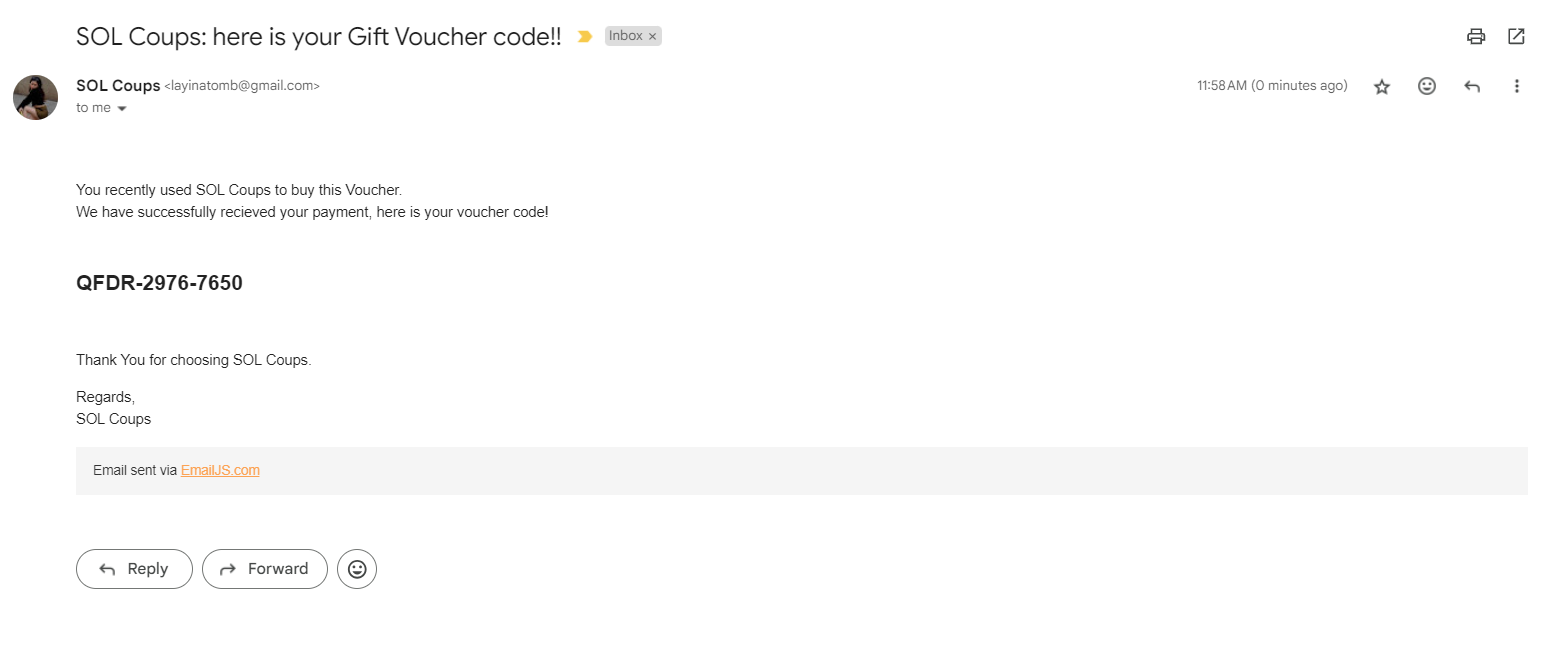 SOL Coups: here is your Gift Voucher code!! Inbox ×
SOL Coups <layinatomb@gmail.com> 11:58 AM (0 minutes ago)
to me
You recently used SOL Coups to buy this Voucher.
We have successfully recieved your payment, here is your voucher code!
QFDR-2976-7650
Thank You for choosing SOL Coups.
Regards,
SOL Coups
Email sent via EmailJS.com
Reply Forward